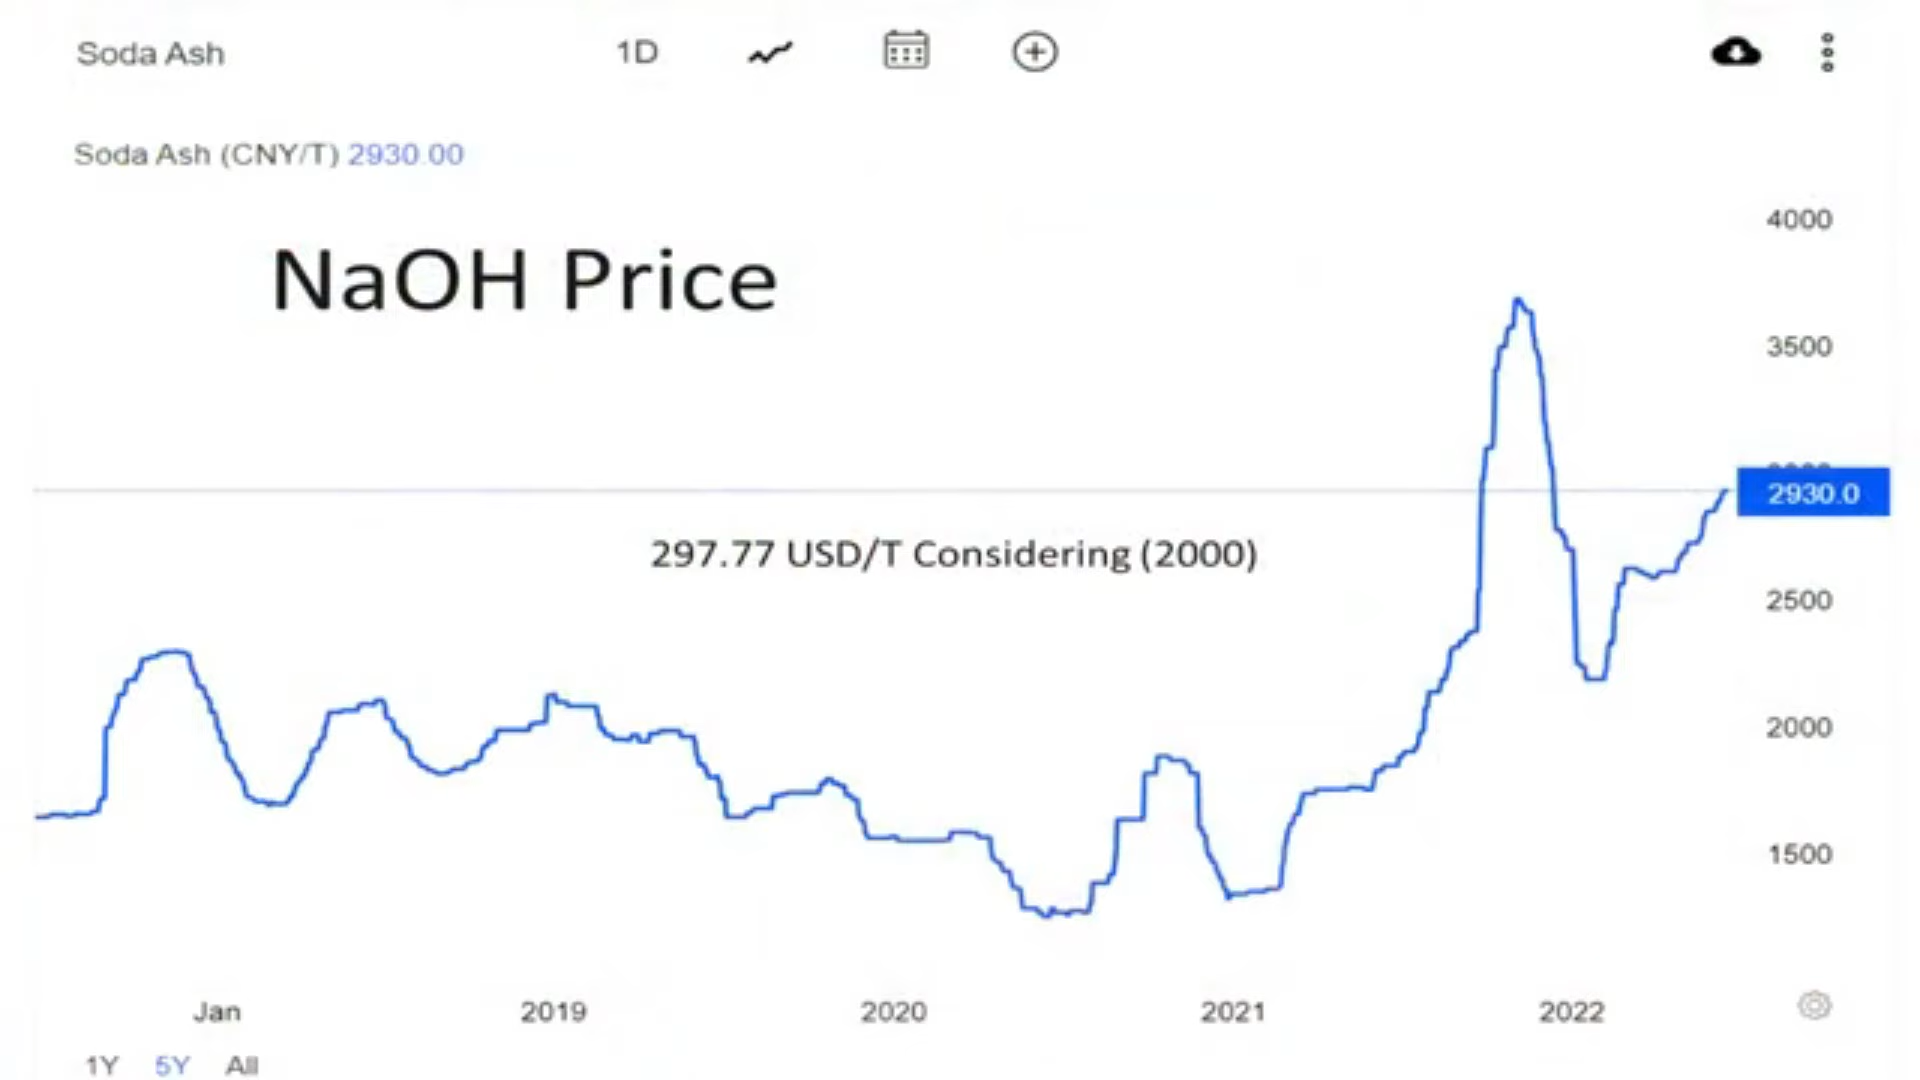 Soda Ash 1D
Soda Ash (CNY/T) 2930.00
4000
NaOH Price
3500
2930.0
297.77 USD/T Considering (2000)
2500
2000
1500
Jan 2019 2020 2021 2022
1Y 5Y All